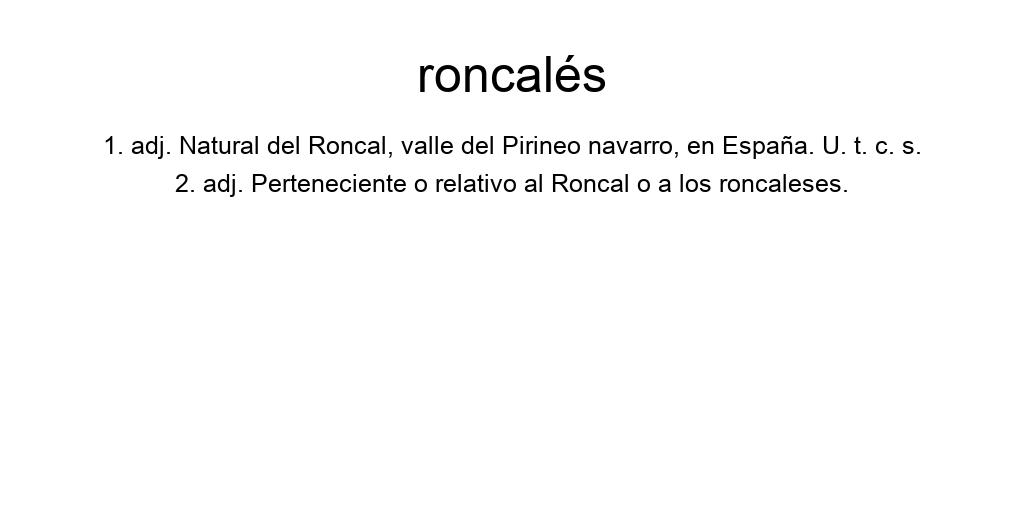 roncalés
1. adj. Natural del Roncal, valle del Pirineo navarro, en España. U. t. c. s.
2. adj. Perteneciente o relativo al Roncal o a los roncaleses.